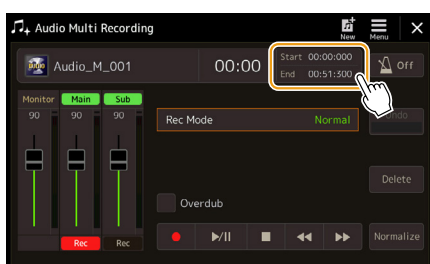 Audio Multi Recording
New
Menu
Audio_M_001
00:00
Start 00:00:000
End 00:51:300
Off
Monitor Main Sub
90 90 90
Rec Mode Normal
Undo
Delete
Overdub
Rec Rec
Normalize